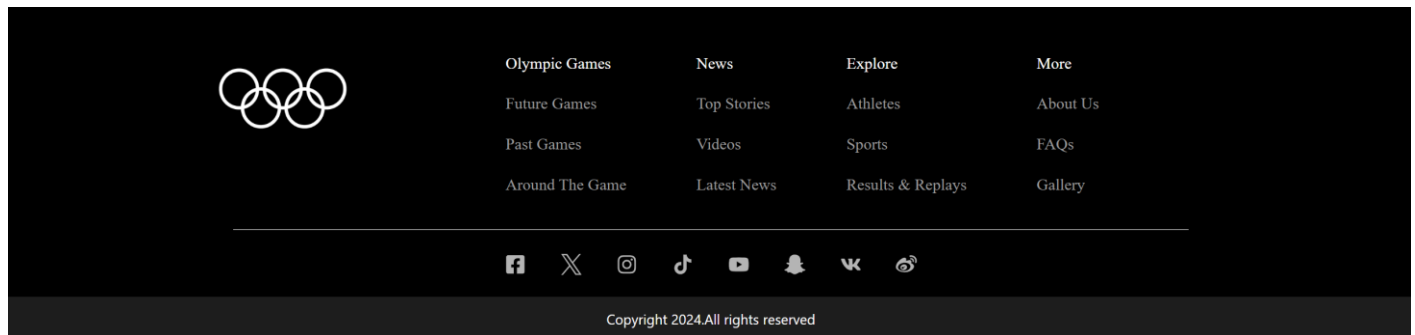 Olympic Games News Explore More
Future Games Top Stories Athletes About Us
Past Games Videos Sports FAQs
Around The Game Latest News Results & Replays Gallery
Copyright 2024.All rights reserved